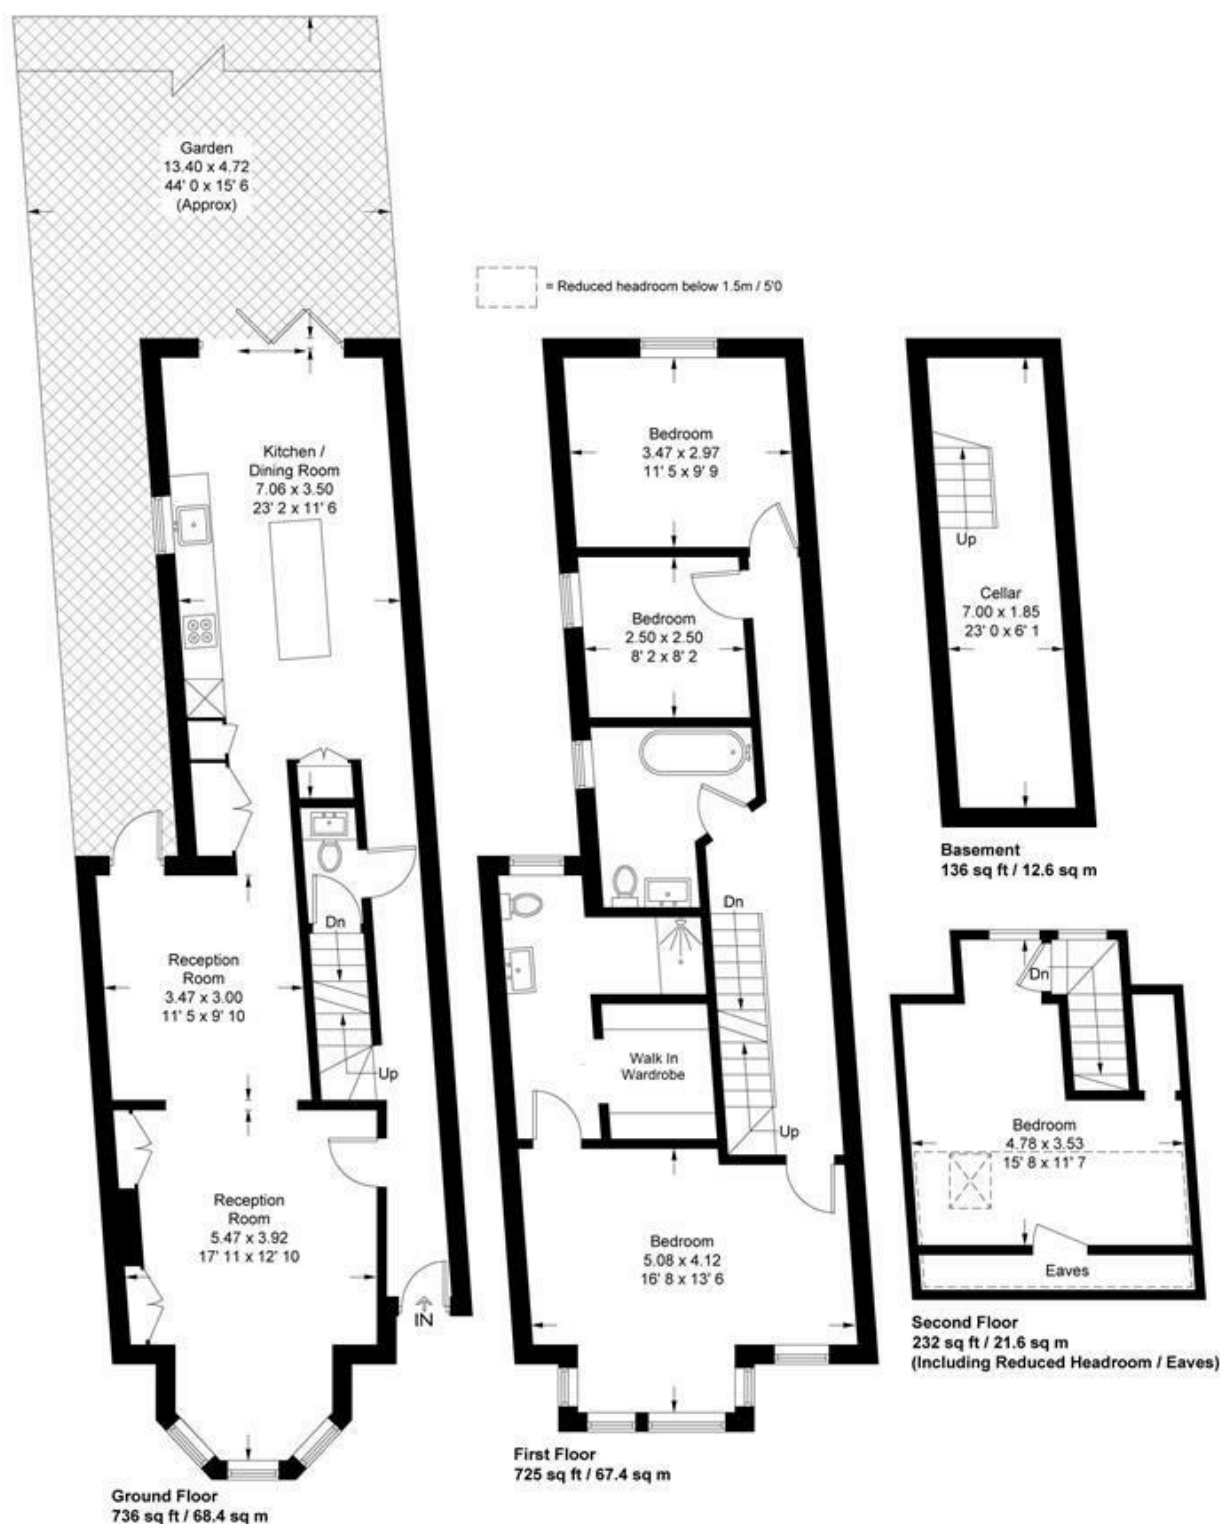 Garden
13.40 x 4.72
44' 0 x 15' 6
(Approx)
= Reduced headroom below 1.5m / 5'0
Kitchen /
Dining Room
7.06 x 3.50
23' 2 x 11' 6
Reception
Room
3.47 x 3.00
11' 5 x 9' 10
Dn
Up
Reception
Room
5.47 x 3.92
17' 11 x 12' 10
IN
Ground Floor
736 sq ft / 68.4 sq m
Bedroom
3.47 x 2.97
11' 5 x 9' 9
Bedroom
2.50 x 2.50
8' 2 x 8' 2
Dn
Walk In
Wardrobe
Up
Bedroom
5.08 x 4.12
16' 8 x 13' 6
First Floor
725 sq ft / 67.4 sq m
Up
Cellar
7.00 x 1.85
23' 0 x 6' 1
Basement
136 sq ft / 12.6 sq m
Dn
Bedroom
4.78 x 3.53
15' 8 x 11' 7
Eaves
Second Floor
232 sq ft / 21.6 sq m
(Including Reduced Headroom / Eaves)